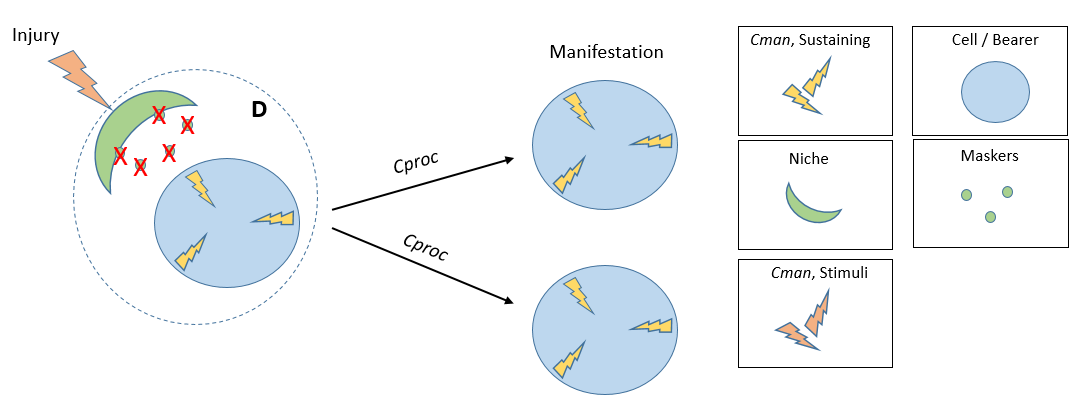 Injury
D
Cproc
Cproc
Manifestation
Cman, Sustaining
Cell / Bearer
Niche
Maskers
Cman, Stimuli